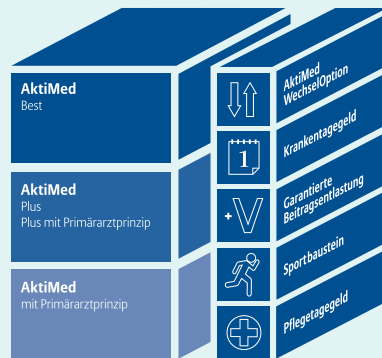 AktiMed
Best
AktiMed
Plus
Plus mit Primärarztprinzip
AktiMed
mit Primärarztprinzip
AktiMed
WechselOption
1
Krankentagegeld
+V
Garantierte
Beitragsentlastung
Sportbaustein
Pflegetagegeld